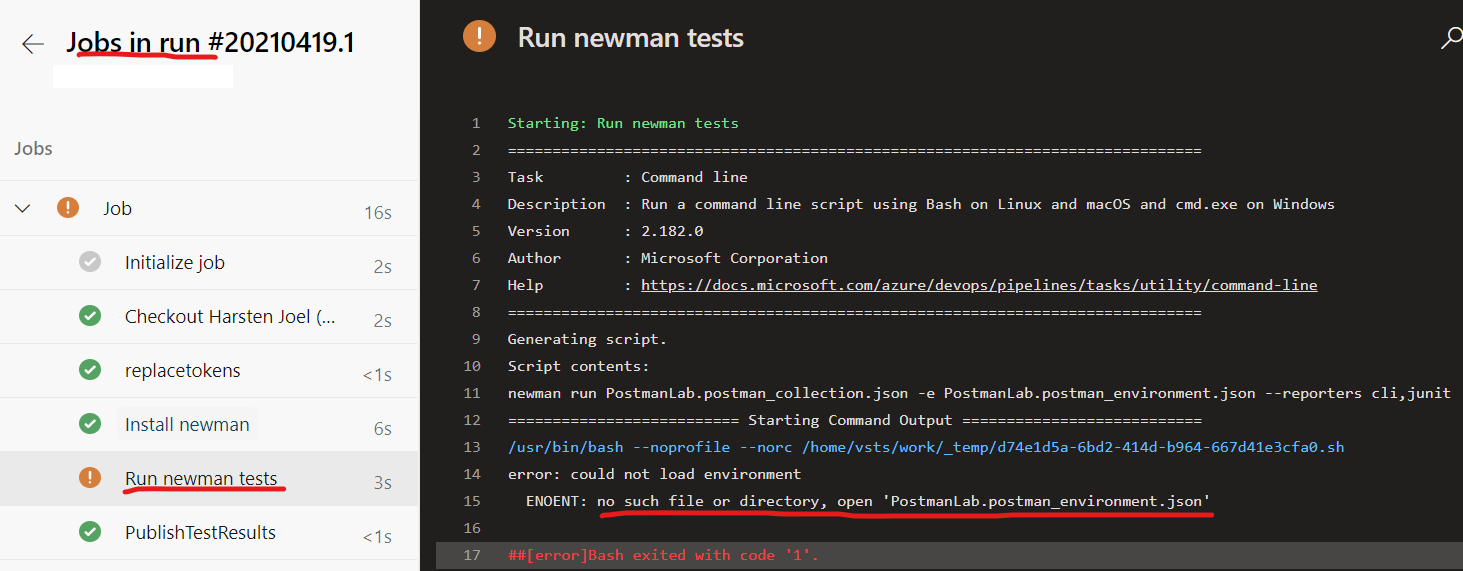 Jobs in run #20210419.1
Jobs
Job
16s
Initialize job
2s
Checkout Harsten Joel (...
2s
replacetokens
<1s
Install newman
6s
Run newman tests
3s
PublishTestResults
<1s
Run newman tests
1 Starting: Run newman tests
2 ==============================================================================
3 Task         : Command line
4 Description  : Run a command line script using Bash on Linux and macOS and cmd.exe on Windows
5 Version      : 2.182.0
6 Author       : Microsoft Corporation
7 Help         : https://docs.microsoft.com/azure/devops/pipelines/tasks/utility/command-line
8 ==============================================================================
9 Generating script.
10 Script contents:
11 newman run PostmanLab.postman_collection.json -e PostmanLab.postman_environment.json --reporters cli,junit
12 ========================== Starting Command Output ===========================
13 /usr/bin/bash --noprofile --norc /home/vsts/work/_temp/d74e1d5a-6bd2-414d-b964-667d41e3cfa0.sh
14 error: could not load environment
15   ENOENT: no such file or directory, open 'PostmanLab.postman_environment.json'
16
17 ##[error]Bash exited with code '1'.